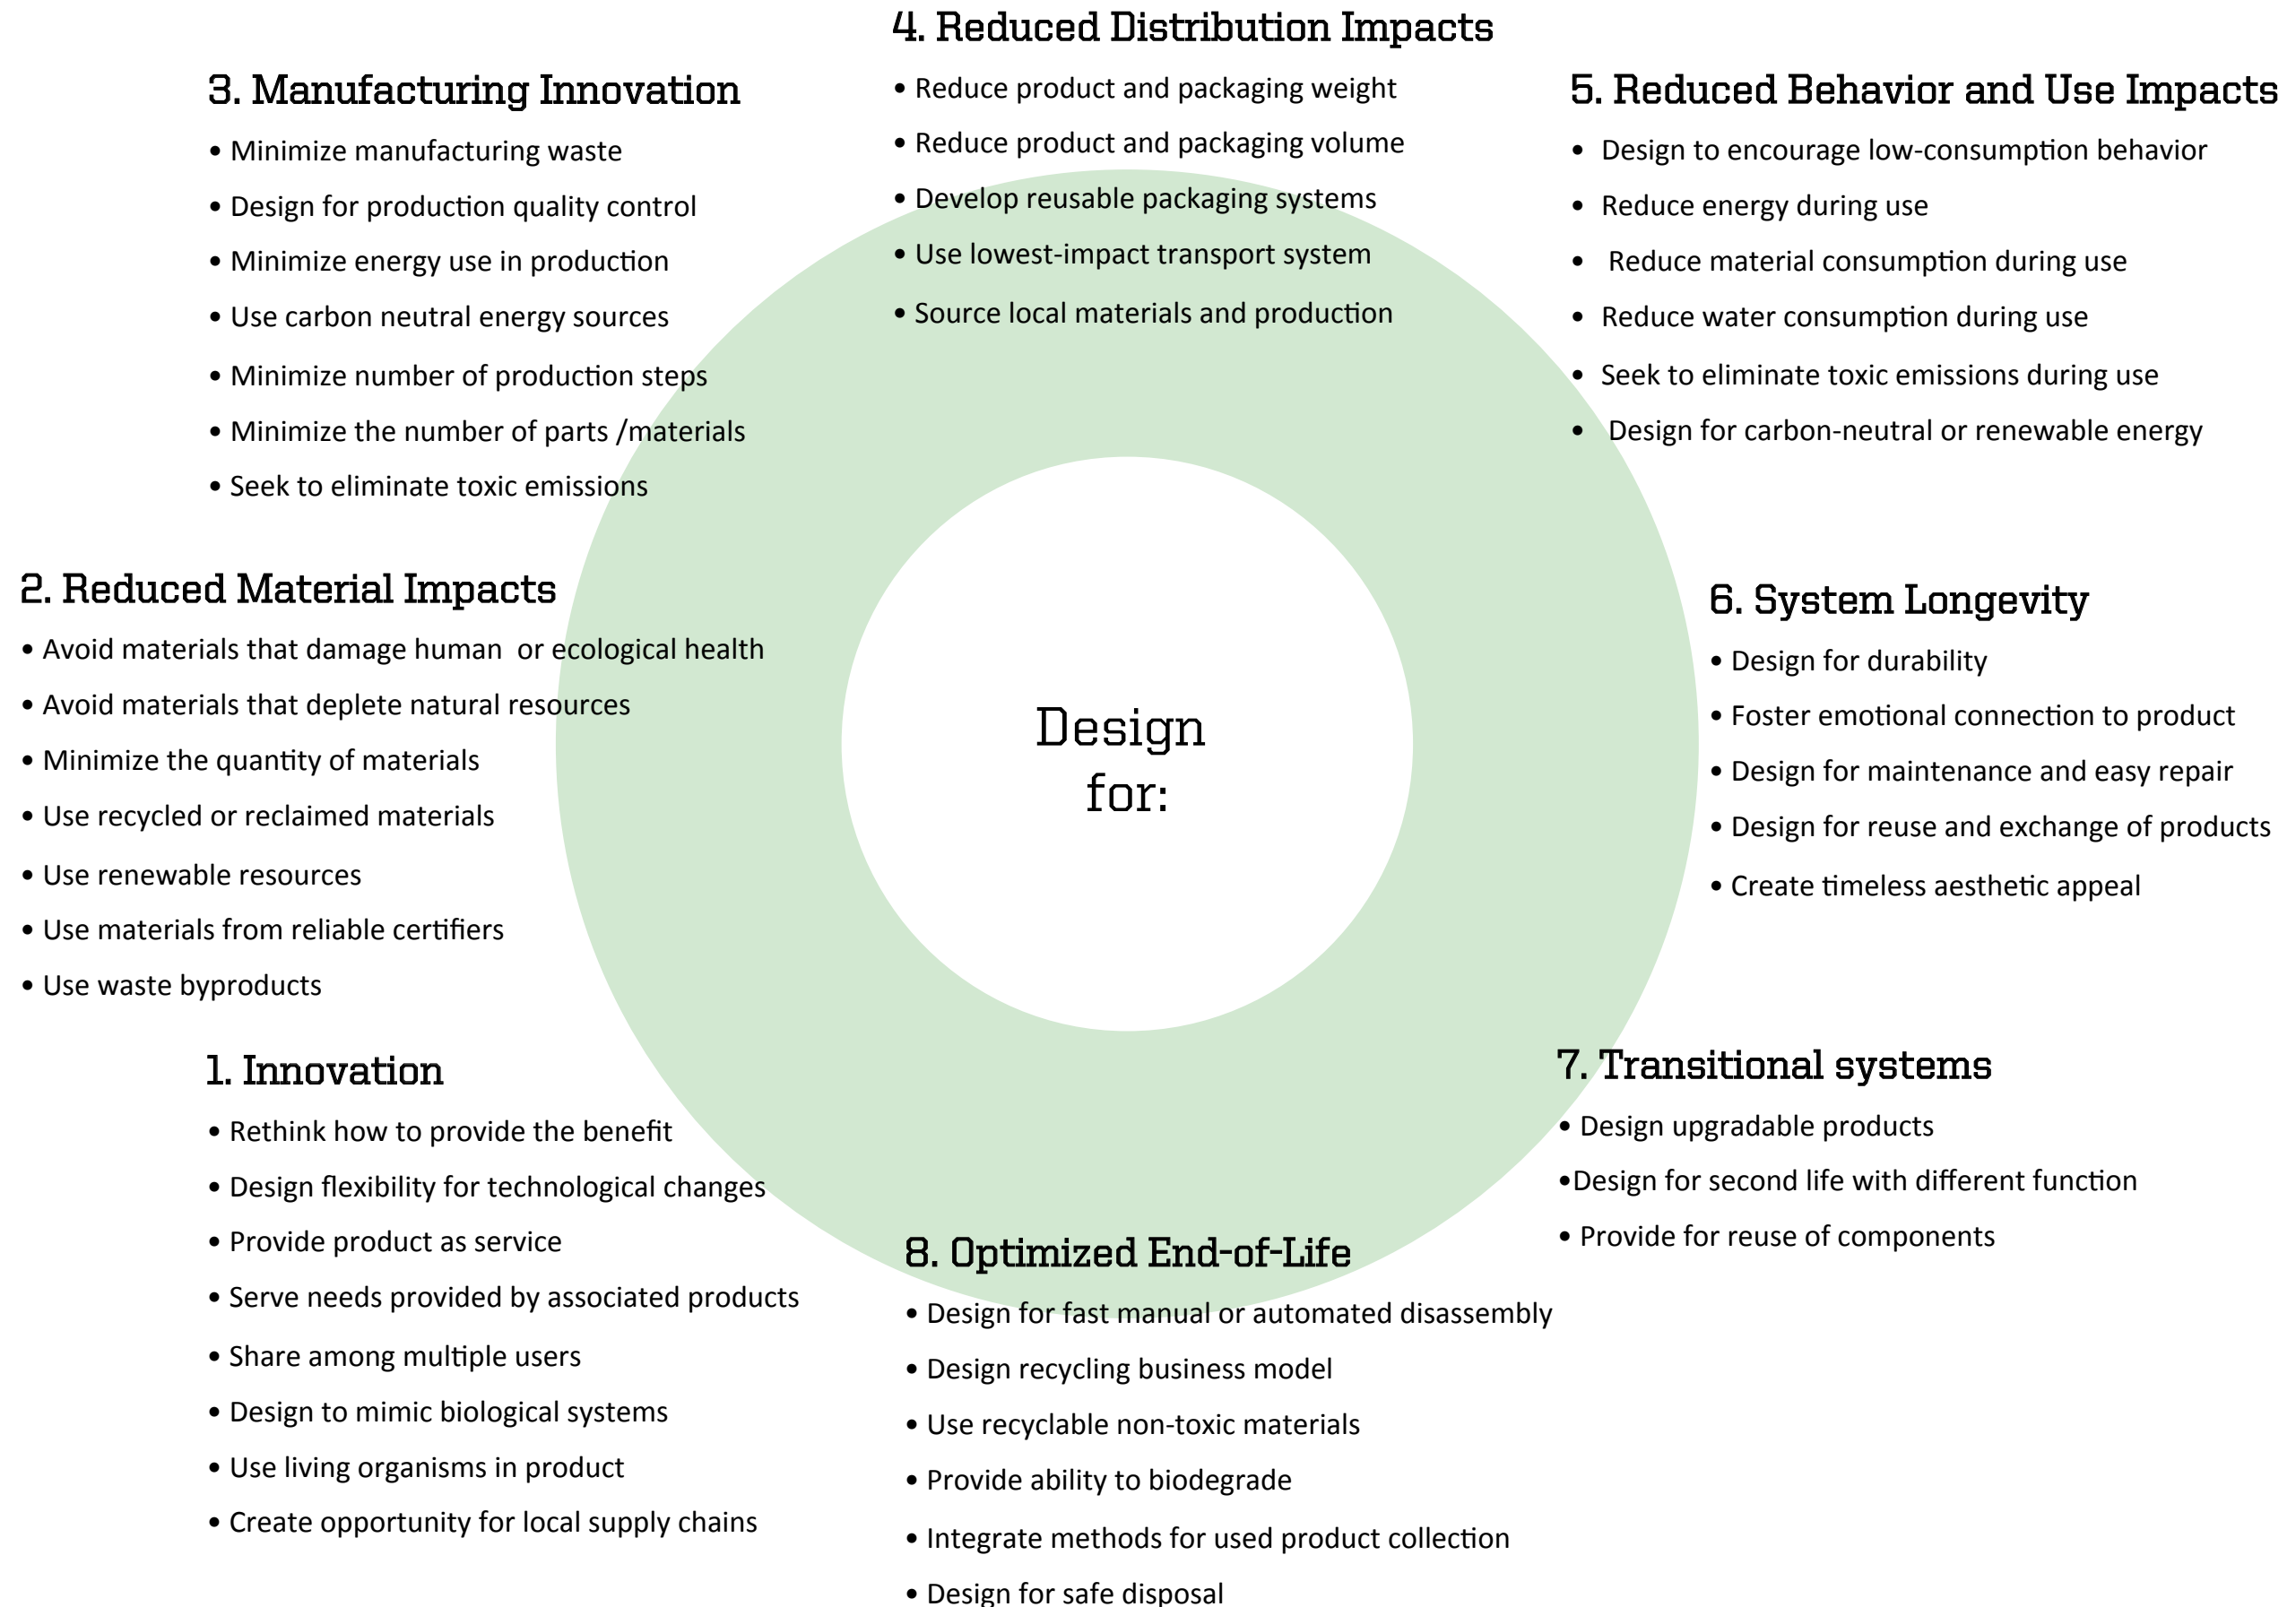 4. Reduced Distribution Impacts
• Reduce product and packaging weight
• Reduce product and packaging volume
• Develop reusable packaging systems
• Use lowest-impact transport system
• Source local materials and production
3. Manufacturing Innovation
• Minimize manufacturing waste
• Design for production quality control
• Minimize energy use in production
• Use carbon neutral energy sources
• Minimize number of production steps
• Minimize the number of parts /materials
• Seek to eliminate toxic emissions
5. Reduced Behavior and Use Impacts
• Design to encourage low-consumption behavior
• Reduce energy during use
• Reduce material consumption during use
• Reduce water consumption during use
• Seek to eliminate toxic emissions during use
• Design for carbon-neutral or renewable energy
2. Reduced Material Impacts
• Avoid materials that damage human  or ecological health
• Avoid materials that deplete natural resources
• Minimize the quantity of materials
• Use recycled or reclaimed materials
• Use renewable resources
• Use materials from reliable certifiers
• Use waste byproducts
Design
for:
6. System Longevity
• Design for durability
• Foster emotional connection to product
• Design for maintenance and easy repair
• Design for reuse and exchange of products
• Create timeless aesthetic appeal
1. Innovation
• Rethink how to provide the benefit
• Design flexibility for technological changes
• Provide product as service
• Serve needs provided by associated products
• Share among multiple users
• Design to mimic biological systems
• Use living organisms in product
• Create opportunity for local supply chains
7. Transitional systems
• Design upgradable products
•Design for second life with different function
• Provide for reuse of components
8. Optimized End-of-Life
• Design for fast manual or automated disassembly
• Design recycling business model
• Use recyclable non-toxic materials
• Provide ability to biodegrade
• Integrate methods for used product collection
• Design for safe disposal